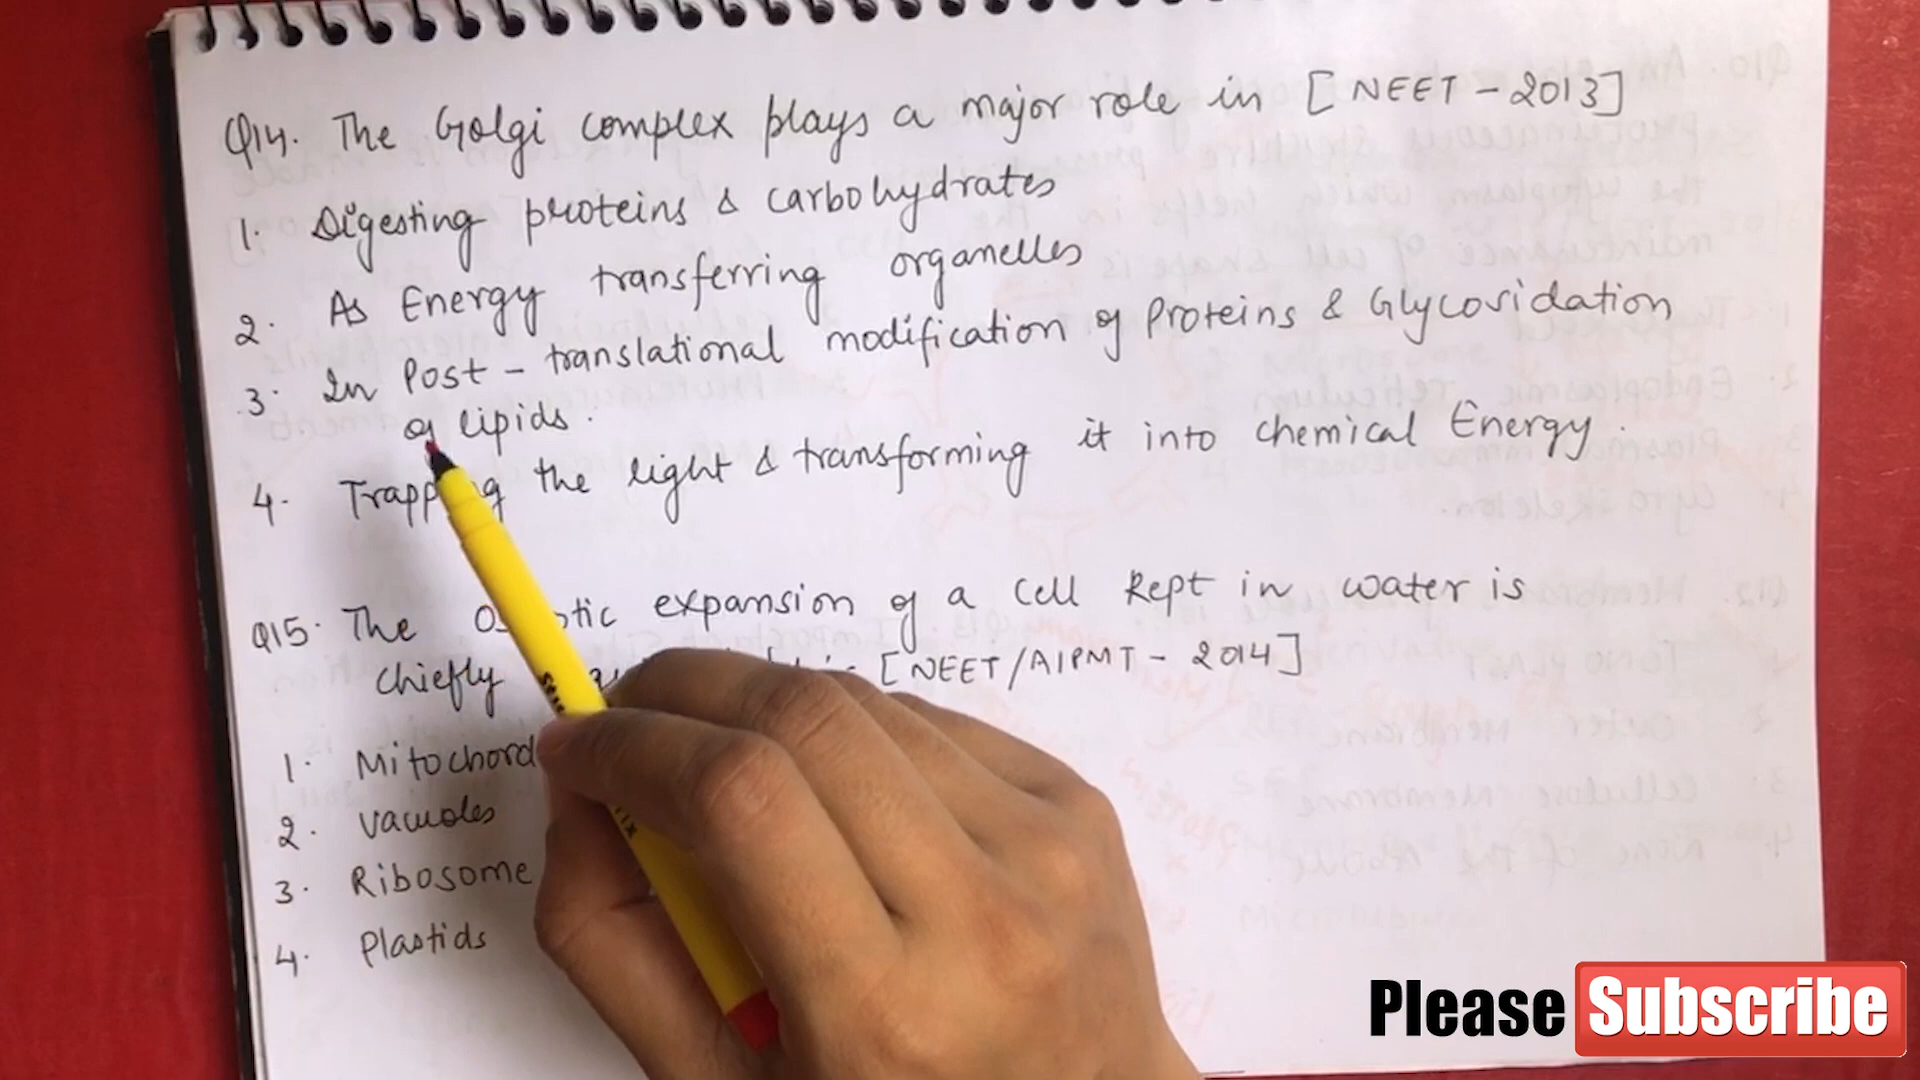 Q14. The Golgi complex plays a major role in [NEET - 2013]
1. Digesting proteins & carbohydrates
2. As Energy transferring organelles
3. In Post - translational modification of Proteins & Glycosidation
of lipids.
4. the light & transforming it into chemical Energy.
Q15. The expansion of a cell kept in water is
chiefly [NEET/AIPMT - 2014]
1.
2. Vacuoles
3. Ribosome
4. Plastids
Please Subscribe